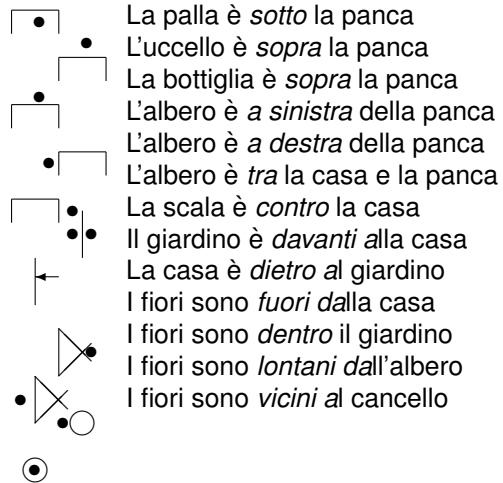 La palla è sotto la panca
L'uccello è sopra la panca
La bottiglia è sopra la panca
L'albero è a sinistra della panca
L'albero è a destra della panca
L'albero è tra la casa e la panca
La scala è contro la casa
Il giardino è davanti alla casa
La casa è dietro al giardino
I fiori sono fuori dalla casa
I fiori sono dentro il giardino
I fiori sono lontani dall'albero
I fiori sono vicini al cancello